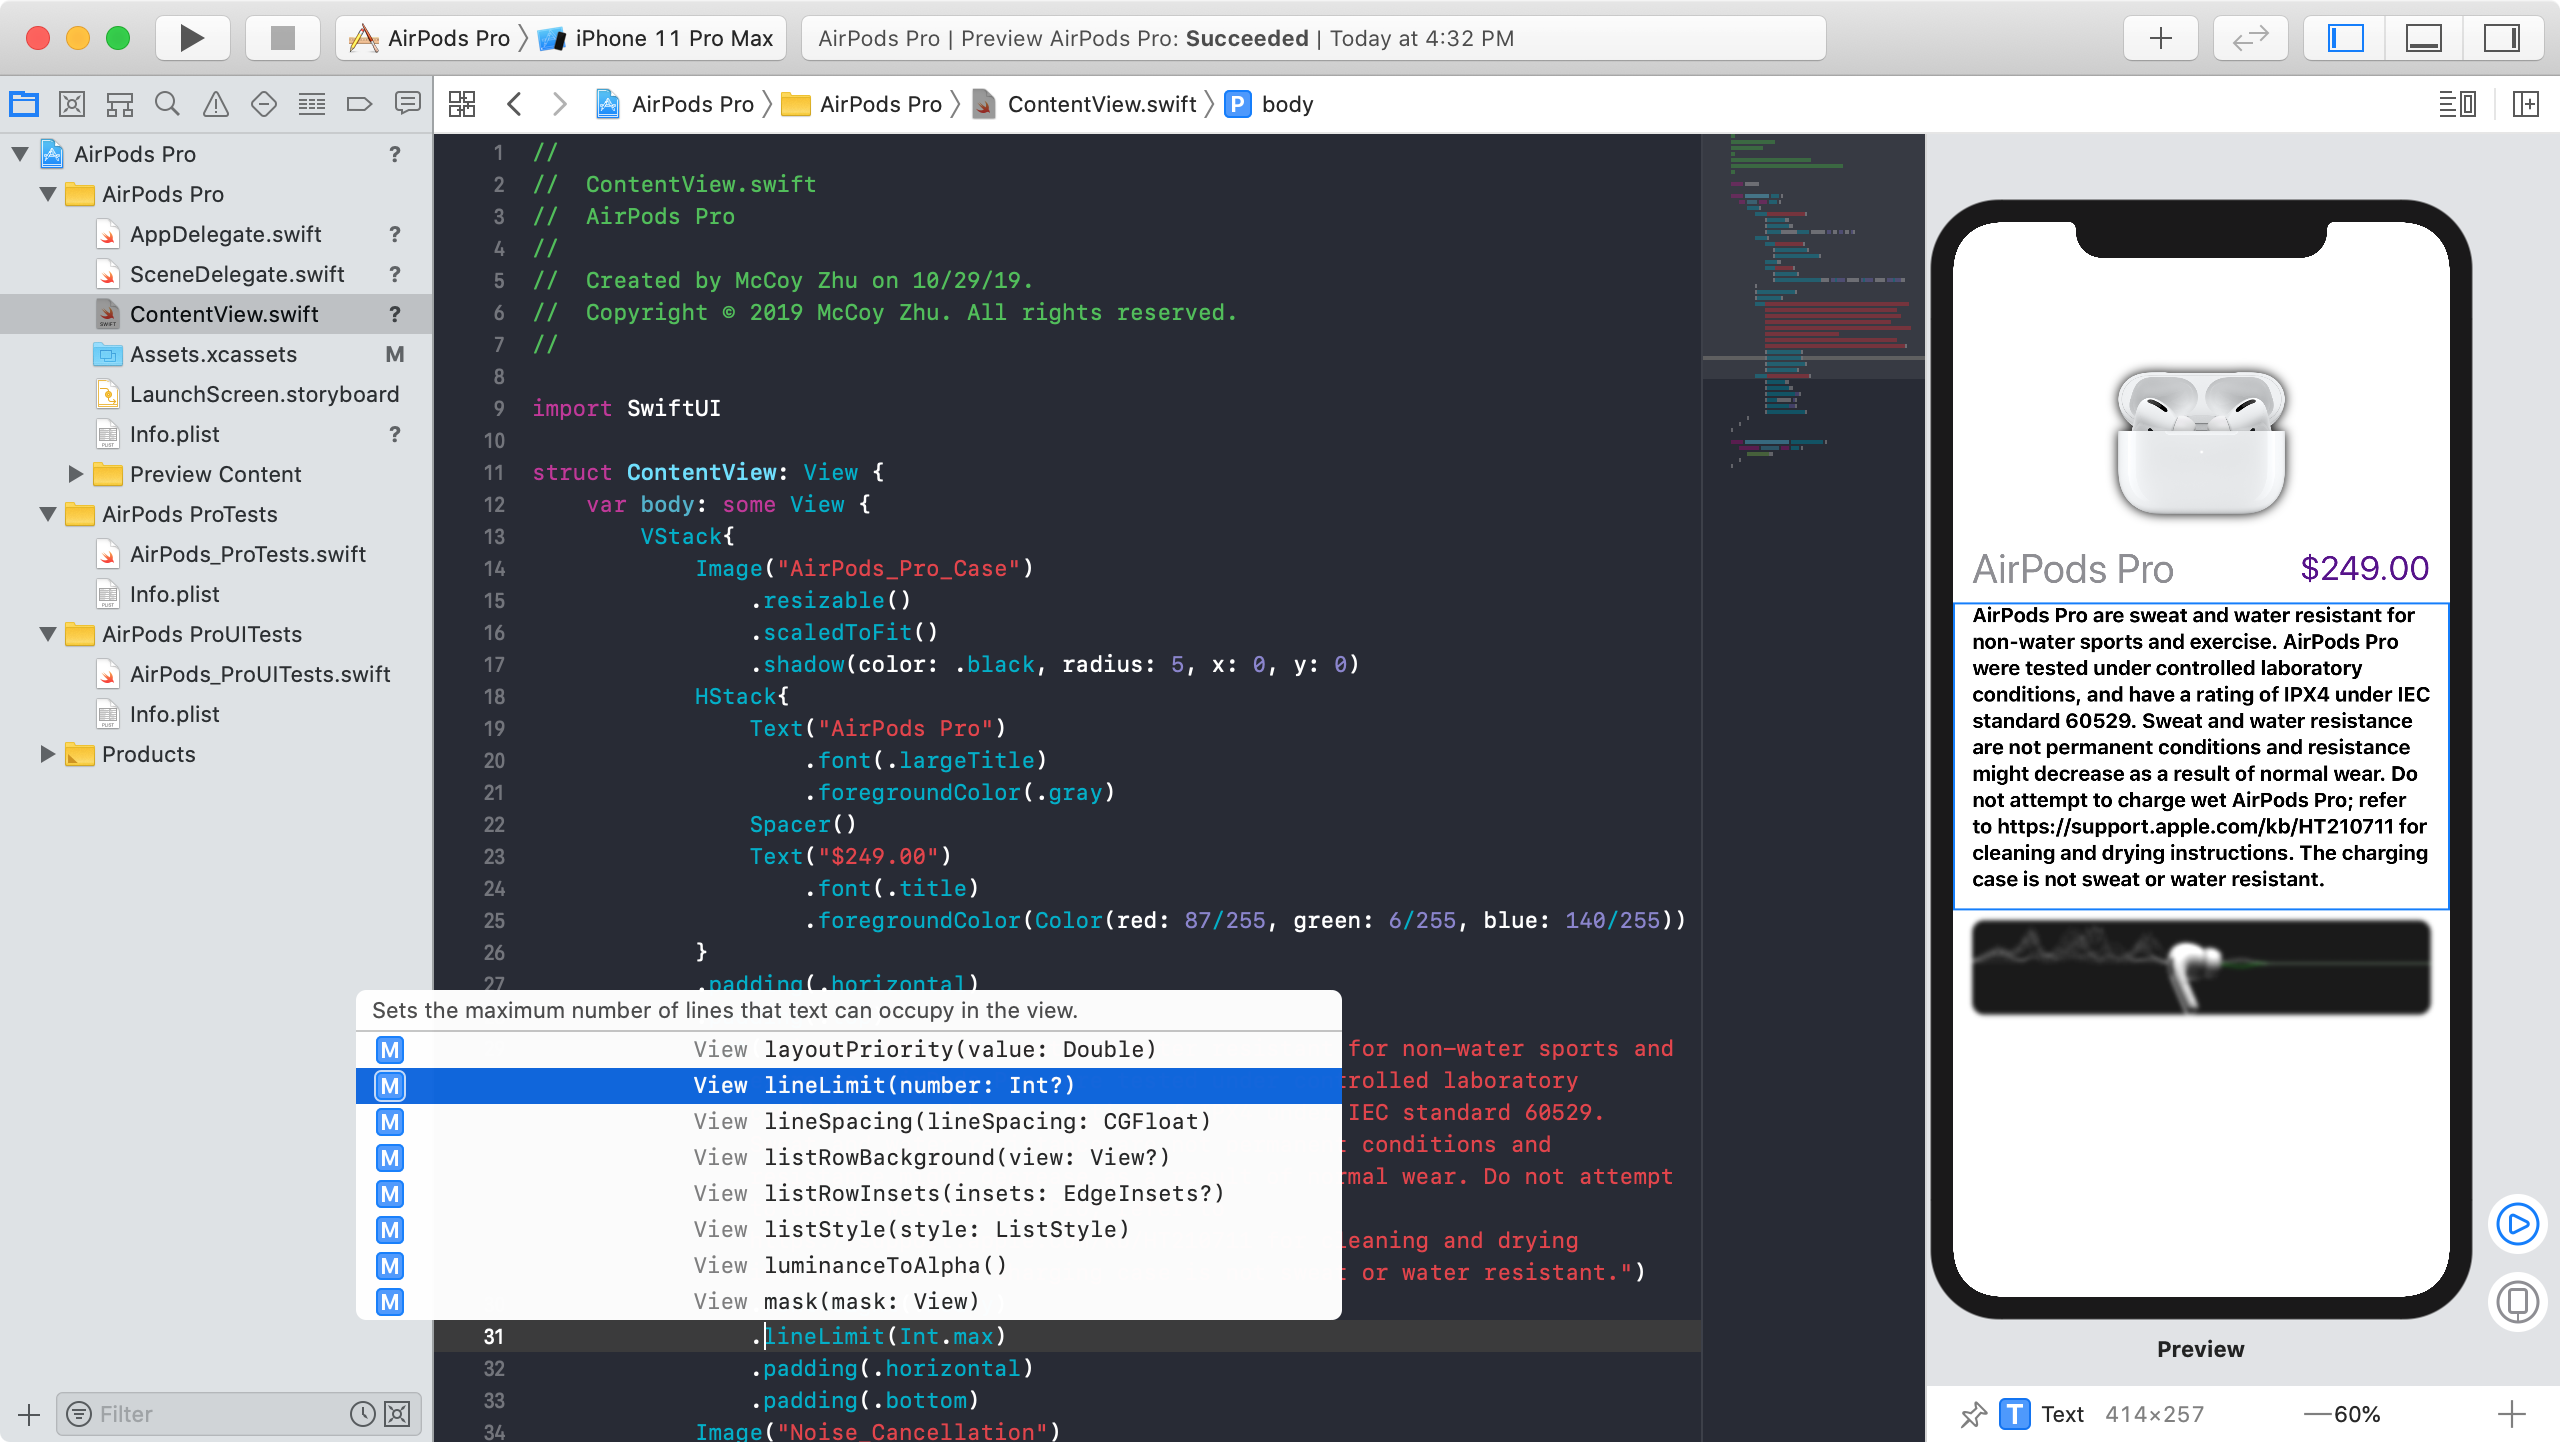 AirPods Pro
iPhone 11 Pro Max
AirPods Pro | Preview AirPods Pro: Succeeded | Today at 4:32 PM
AirPods Pro
AirPods Pro
ContentView.swift
P body
AirPods Pro ?
AirPods Pro
AppDelegate.swift ?
SceneDelegate.swift ?
ContentView.swift ?
Assets.xcassets M
LaunchScreen.storyboard
Info.plist ?
Preview Content
AirPods ProTests
AirPods_ProTests.swift
Info.plist
AirPods ProUITests
AirPods_ProUITests.swift
Info.plist
Products
Filter
1 //
2 //  ContentView.swift
3 //  AirPods Pro
4 //
5 //  Created by McCoy Zhu on 10/29/19.
6 //  Copyright © 2019 McCoy Zhu. All rights reserved.
7 //
8
9 import SwiftUI
10
11 struct ContentView: View {
12     var body: some View {
13         VStack{
14             Image("AirPods_Pro_Case")
15                 .resizable()
16                 .scaledToFit()
17                 .shadow(color: .black, radius: 5, x: 0, y: 0)
18             HStack{
19                 Text("AirPods Pro")
20                     .font(.largeTitle)
21                     .foregroundColor(.gray)
22                 Spacer()
23                 Text("$249.00")
24                     .font(.title)
25                     .foregroundColor(Color(red: 87/255, green: 6/255, blue: 140/255))
26             }
27             .padding(.horizontal)
Sets the maximum number of lines that text can occupy in the view.
M View layoutPriority(value: Double)
M View lineLimit(number: Int?)
M View lineSpacing(lineSpacing: CGFloat)
M View listRowBackground(view: View?)
M View listRowInsets(insets: EdgeInsets?)
M View listStyle(style: ListStyle)
M View luminanceToAlpha()
M View mask(mask: View)
for non-water sports and
laboratory
IEC standard 60529.
conditions and
wear. Do not attempt
and drying
or water resistant.")
31                 .lineLimit(Int.max)
32                 .padding(.horizontal)
33                 .padding(.bottom)
34             Image("Noise_Cancellation")
AirPods Pro $249.00
AirPods Pro are sweat and water resistant for
non-water sports and exercise. AirPods Pro
were tested under controlled laboratory
conditions, and have a rating of IPX4 under IEC
standard 60529. Sweat and water resistance
are not permanent conditions and resistance
might decrease as a result of normal wear. Do
not attempt to charge wet AirPods Pro; refer
to https://support.apple.com/kb/HT210711 for
cleaning and drying instructions. The charging
case is not sweat or water resistant.
Preview
T Text 414×257
60%